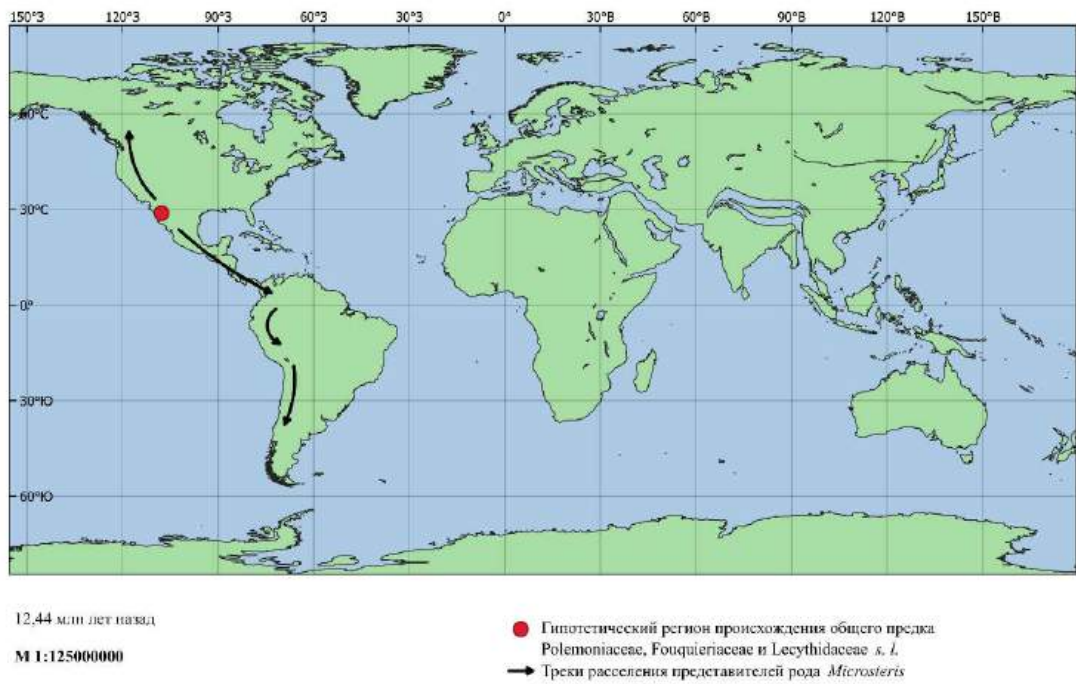 150°З 120°З 90°З 60°З 30°З 0° 30°В 60°В 90°В 120°В 150°В
60°С
30°С
0°
30°Ю
60°Ю
12,44 млн лет назад
М 1:125000000
Гипотетический регион происхождения общего предка
Polemoniaceae, Fouquieriaceae и Lecythidaceae s. l.
Треки расселения представителей рода Microsteris